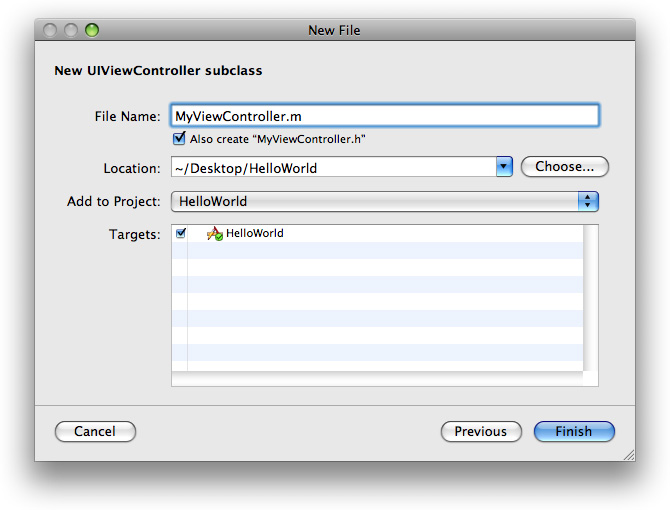 New File
New UIViewController subclass
File Name: MyViewController.m
Also create “MyViewController.h”
Location: ~/Desktop/HelloWorld Choose...
Add to Project: HelloWorld
Targets: HelloWorld
Cancel Previous Finish